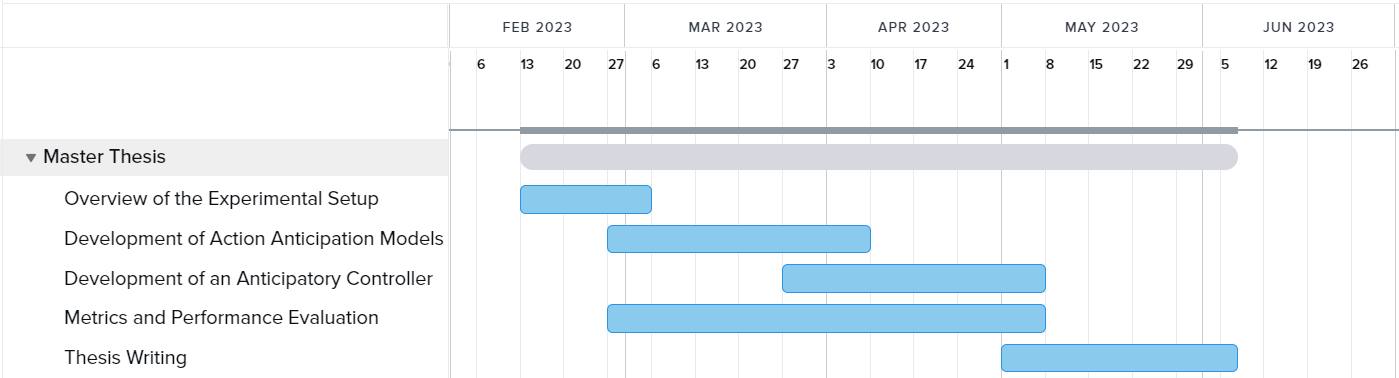 FEB 2023 MAR 2023 APR 2023 MAY 2023 JUN 2023
6 13 20 27 6 13 20 27 3 10 17 24 1 8 15 22 29 5 12 19 26
Master Thesis
Overview of the Experimental Setup
Development of Action Anticipation Models
Development of an Anticipatory Controller
Metrics and Performance Evaluation
Thesis Writing